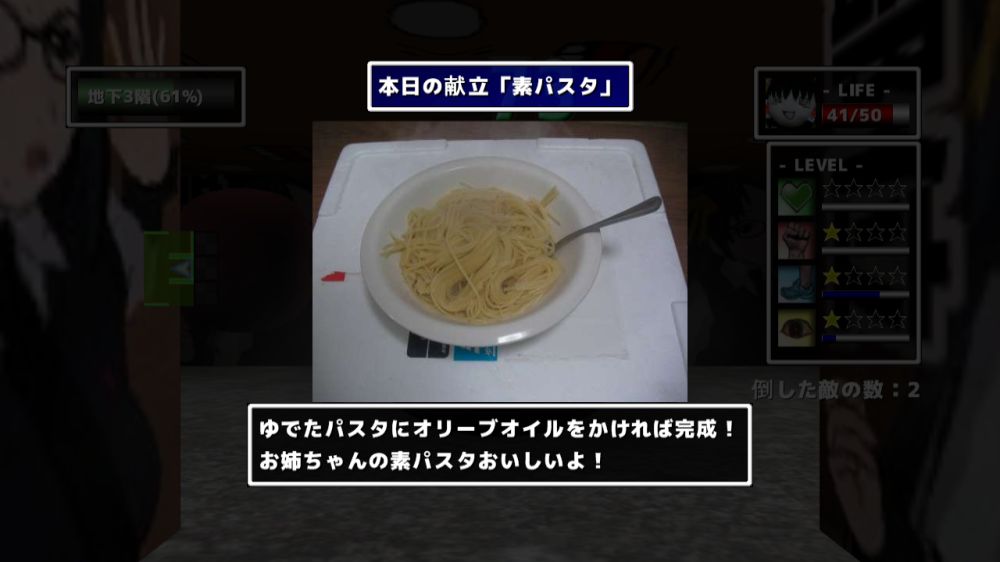 本日の献立「素パスタ」
地下3階(61%)
- LIFE -
41/50
- LEVEL -
倒した敵の数：2
ゆでたパスタにオリーブオイルをかければ完成！
お姉ちゃんの素パスタおいしいよ！